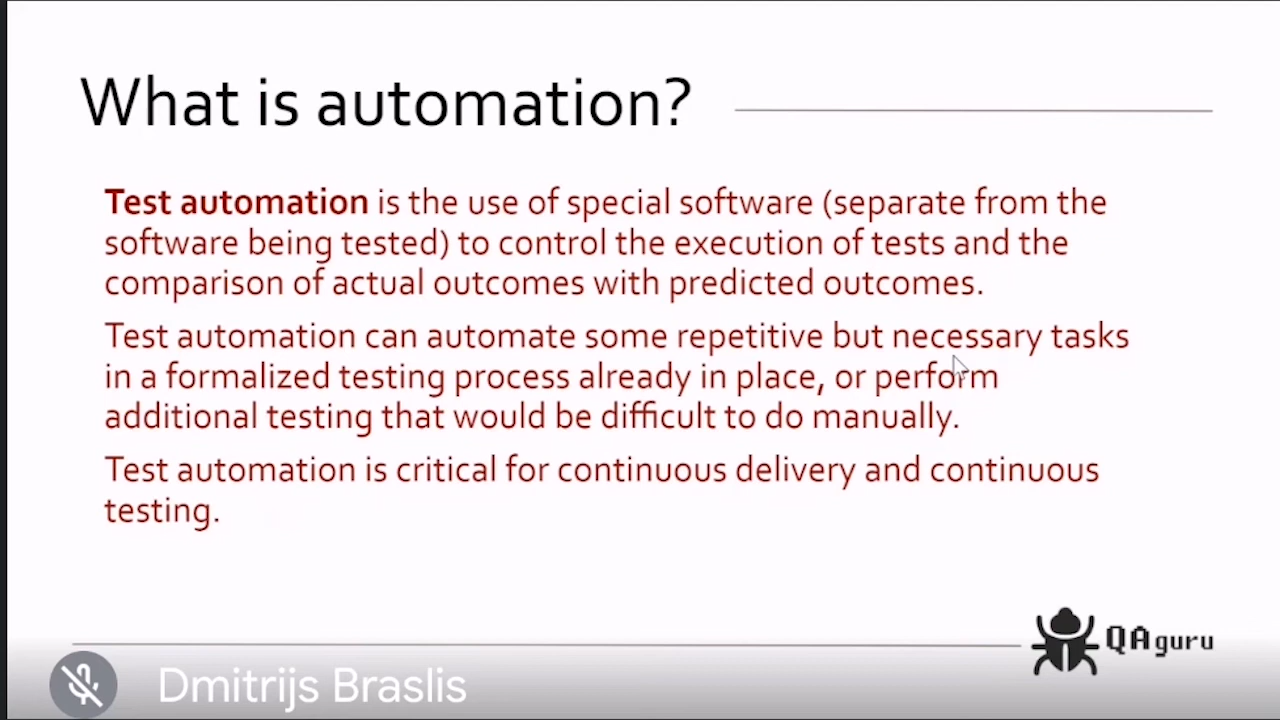 What is automation?
Test automation is the use of special software (separate from the
software being tested) to control the execution of tests and the
comparison of actual outcomes with predicted outcomes.
Test automation can automate some repetitive but necessary tasks
in a formalized testing process already in place, or perform
additional testing that would be difficult to do manually.
Test automation is critical for continuous delivery and continuous
testing.
QAguru
Dmitrijs Braslis